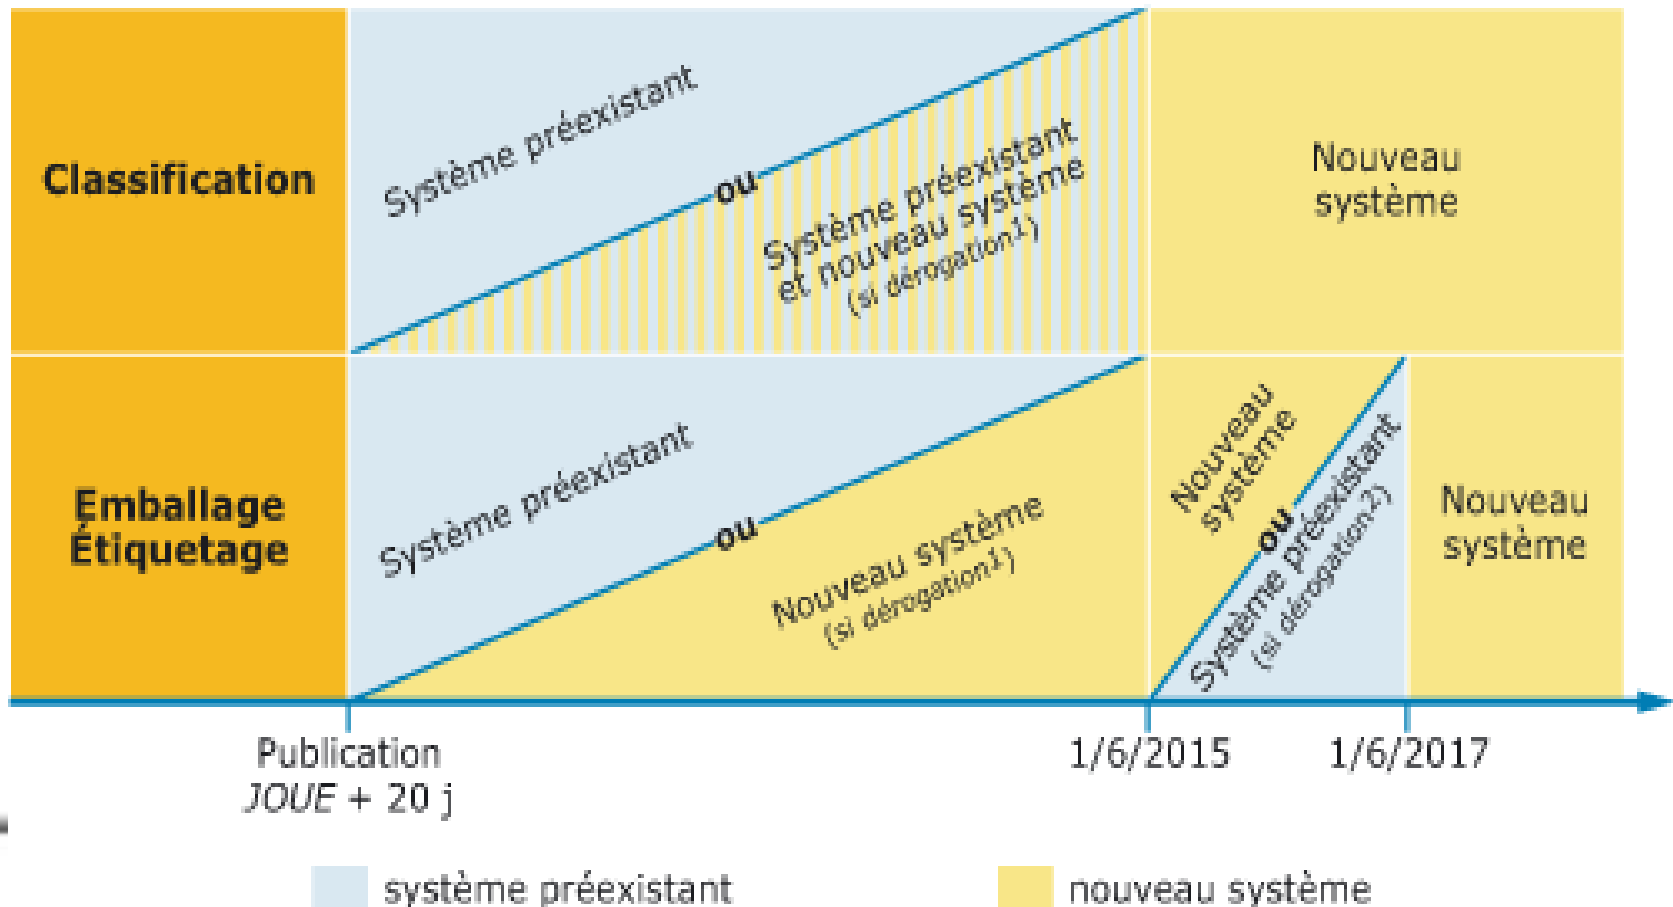 Classification
Système préexistant
ou
Système préexistant
et nouveau système
(si dérogation¹)
Nouveau
système
Emballage
Étiquetage
Système préexistant
ou
Nouveau système
(si dérogation¹)
Nouveau
système
ou
Système préexistant
(si dérogation²)
Nouveau
système
Publication
JOUE + 20 j
1/6/2015
1/6/2017
système préexistant
nouveau système